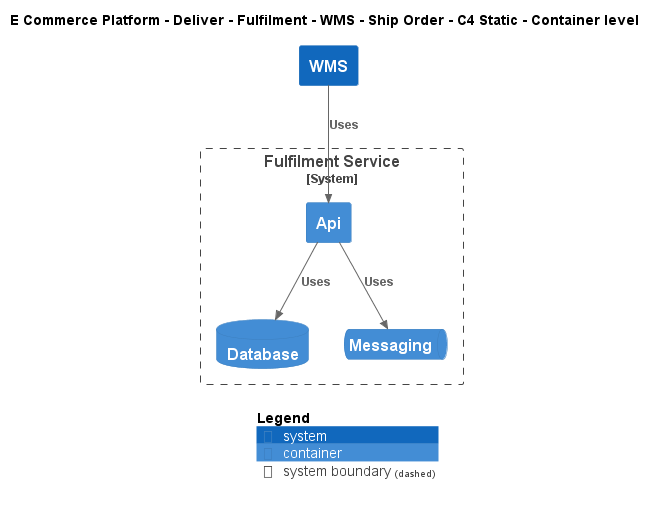 E Commerce Platform - Deliver - Fulfilment - WMS - Ship Order - C4 Static - Container level
WMS
Uses
Fulfilment Service
[System]
Api
Uses
Uses
Database
Messaging
Legend
system
container
system boundary (dashed)